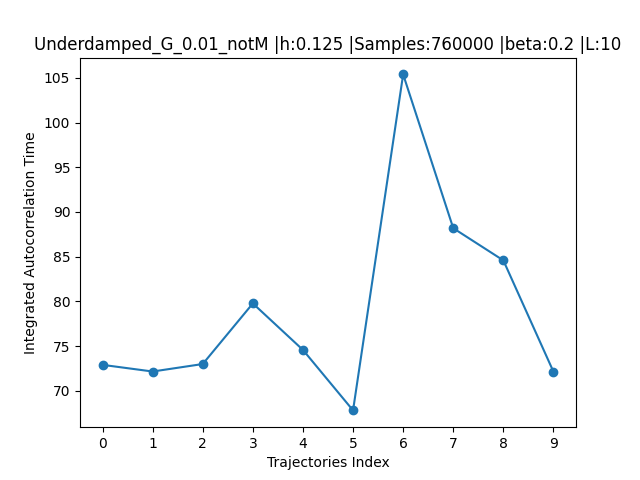 Underdamped_G_0.01_notM |h:0.125 |Samples:760000 |beta:0.2 |L:10
Integrated Autocorrelation Time
105
100
95
90
85
80
75
70
0 1 2 3 4 5 6 7 8 9
Trajectories Index